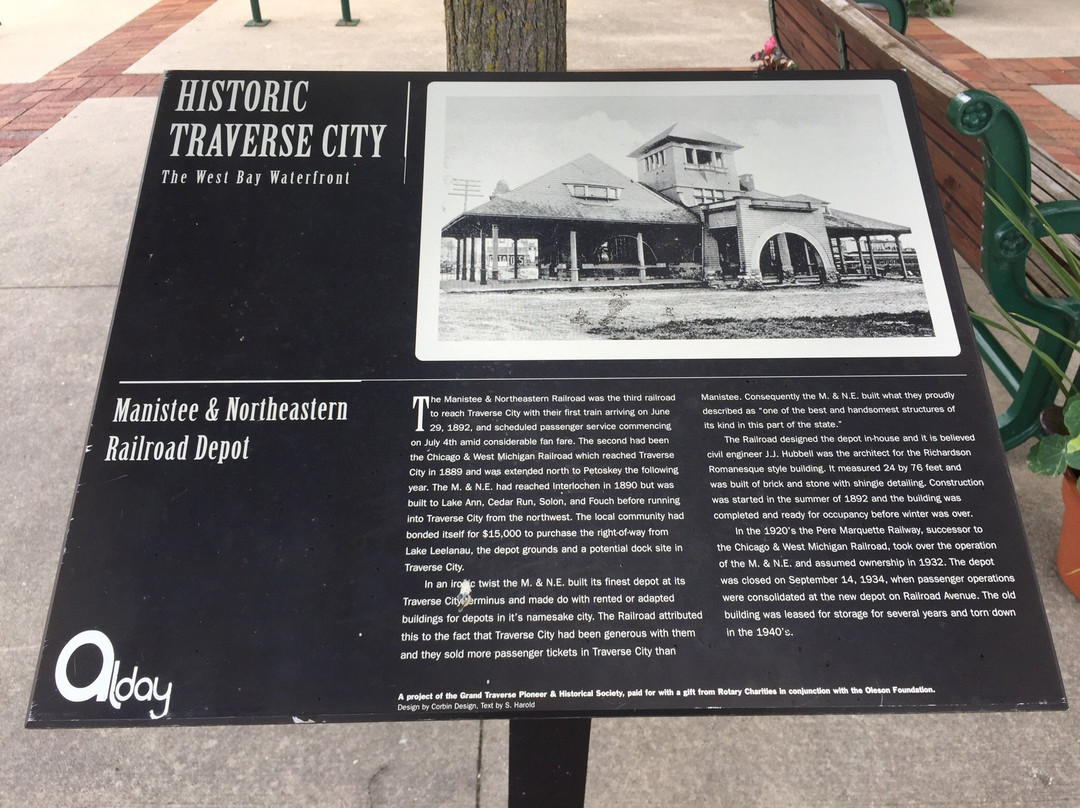 HISTORIC
TRAVERSE CITY
The West Bay Waterfront
Manistee & Northeastern
Railroad Depot
The Manistee & Northeastern Railroad was the third railroad
to reach Traverse City with their first train arriving on June
29, 1892, and scheduled passenger service commencing
on July 4th amid considerable fan fare. The second had been
the Chicago & West Michigan Railroad which reached Traverse
City in 1889 and was extended north to Petoskey the following
year. The M. & N.E. had reached Interlochen in 1890 but was
built to Lake Ann, Cedar Run, Solon, and Fouch before running
into Traverse City from the northwest. The local community had
bonded itself for $15,000 to purchase the right-of-way from
Lake Leelanau, the depot grounds and a potential dock site in
Traverse City.
In an ironic twist the M. & N.E. built its finest depot at its
Traverse City terminus and made do with rented or adapted
buildings for depots in it's namesake city. The Railroad attributed
this to the fact that Traverse City had been generous with them
and they sold more passenger tickets in Traverse City than
Manistee. Consequently the M. & N.E. built what they proudly
described as "one of the best and handsomest structures of
its kind in this part of the state."
The Railroad designed the depot in-house and it is believed
civil engineer J.J. Hubbell was the architect for the Richardson
Romanesque style building. It measured 24 by 76 feet and
was built of brick and stone with shingle detailing. Construction
was started in the summer of 1892 and the building was
completed and ready for occupancy before winter was over.
In the 1920's the Pere Marquette Railway, successor to
the Chicago & West Michigan Railroad, took over the operation
of the M. & N.E. and assumed ownership in 1932. The depot
was closed on September 14, 1934, when passenger operations
were consolidated at the new depot on Railroad Avenue. The old
building was leased for storage for several years and torn down
in the 1940's.
alday
A project of the Grand Traverse Pioneer & Historical Society, paid for with a gift from Rotary Charities in conjunction with the Oleson Foundation.
Design by Corbin Design, Text by S. Harold